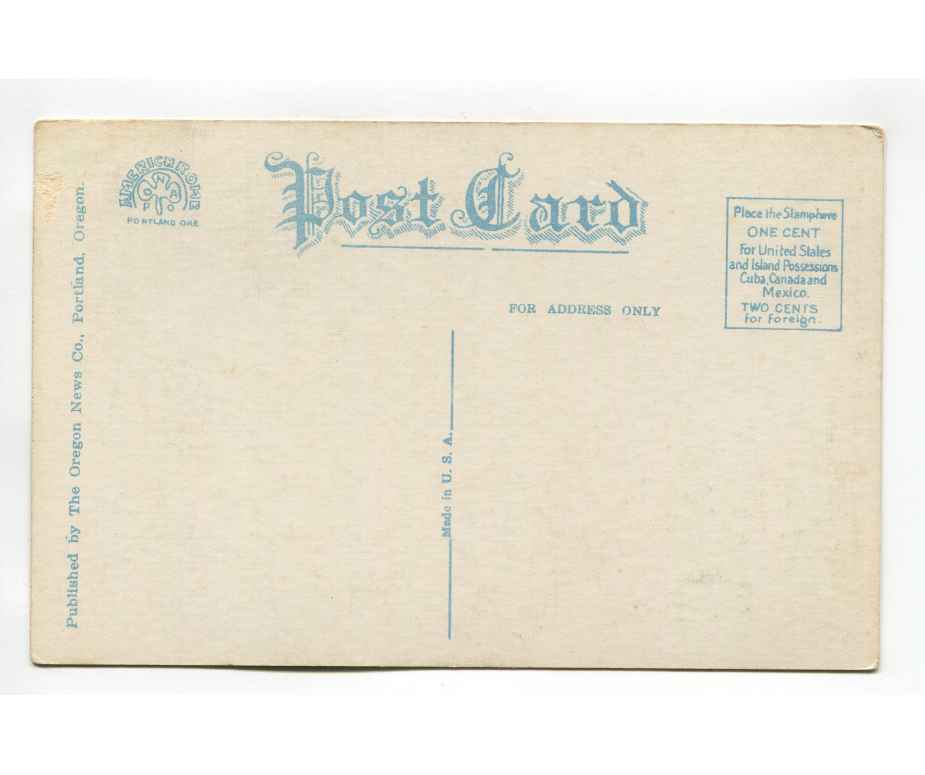 AMERICHROME
PORTLAND ORE
Post Card
Place the Stamp here
ONE CENT
For United States
and Island Possessions
Cuba, Canada and
Mexico.
TWO CENTS
for Foreign.
FOR ADDRESS ONLY
Made in U. S. A.
Published by The Oregon News Co., Portland, Oregon.